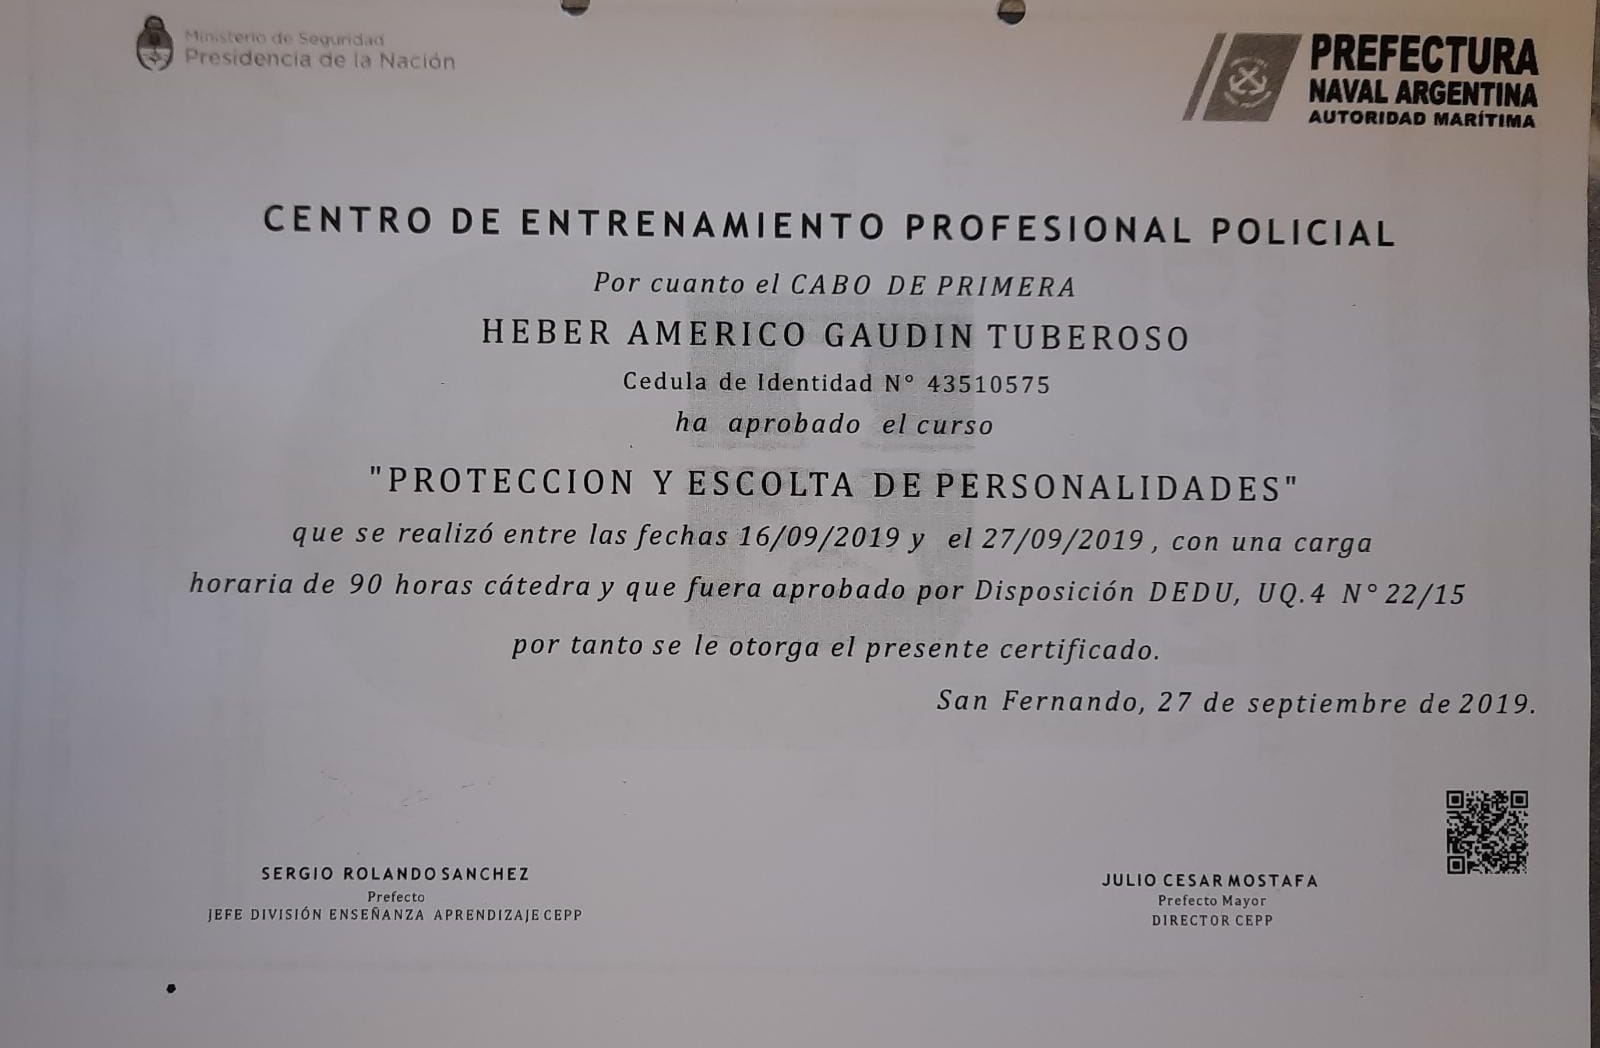 Ministerio de Seguridad
Presidencia de la Nación
PREFECTURA
NAVAL ARGENTINA
AUTORIDAD MARÍTIMA
CENTRO DE ENTRENAMIENTO PROFESIONAL POLICIAL
Por cuanto el CABO DE PRIMERA
HEBER AMERICO GAUDIN TUBEROSO
Cedula de Identidad N° 43510575
ha aprobado el curso
"PROTECCION Y ESCOLTA DE PERSONALIDADES"
que se realizó entre las fechas 16/09/2019 y el 27/09/2019, con una carga
horaria de 90 horas cátedra y que fuera aprobado por Disposición DEDU, UQ.4 N° 22/15
por tanto se le otorga el presente certificado.
San Fernando, 27 de septiembre de 2019.
SERGIO ROLANDO SANCHEZ
Prefecto
JEFE DIVISIÓN ENSEÑANZA APRENDIZAJE CEPP
JULIO CESAR MOSTAFA
Prefecto Mayor
DIRECTOR CEPP